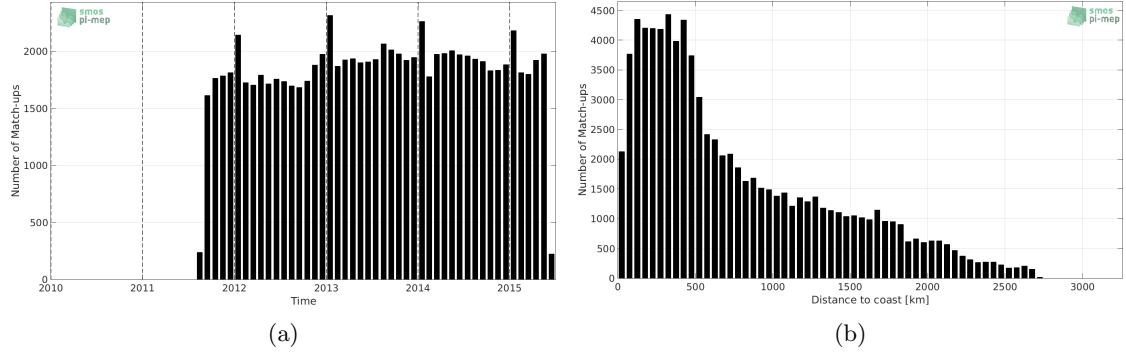 smos
pi-mep
2000
1500
1000
500
0
Number of Match-ups
2010 2011 2012 2013 2014 2015
Time
(a)
smos
pi-mep
4500
4000
3500
3000
2500
2000
1500
1000
500
0
Number of Match-ups
0 500 1000 1500 2000 2500 3000
Distance to coast [km]
(b)